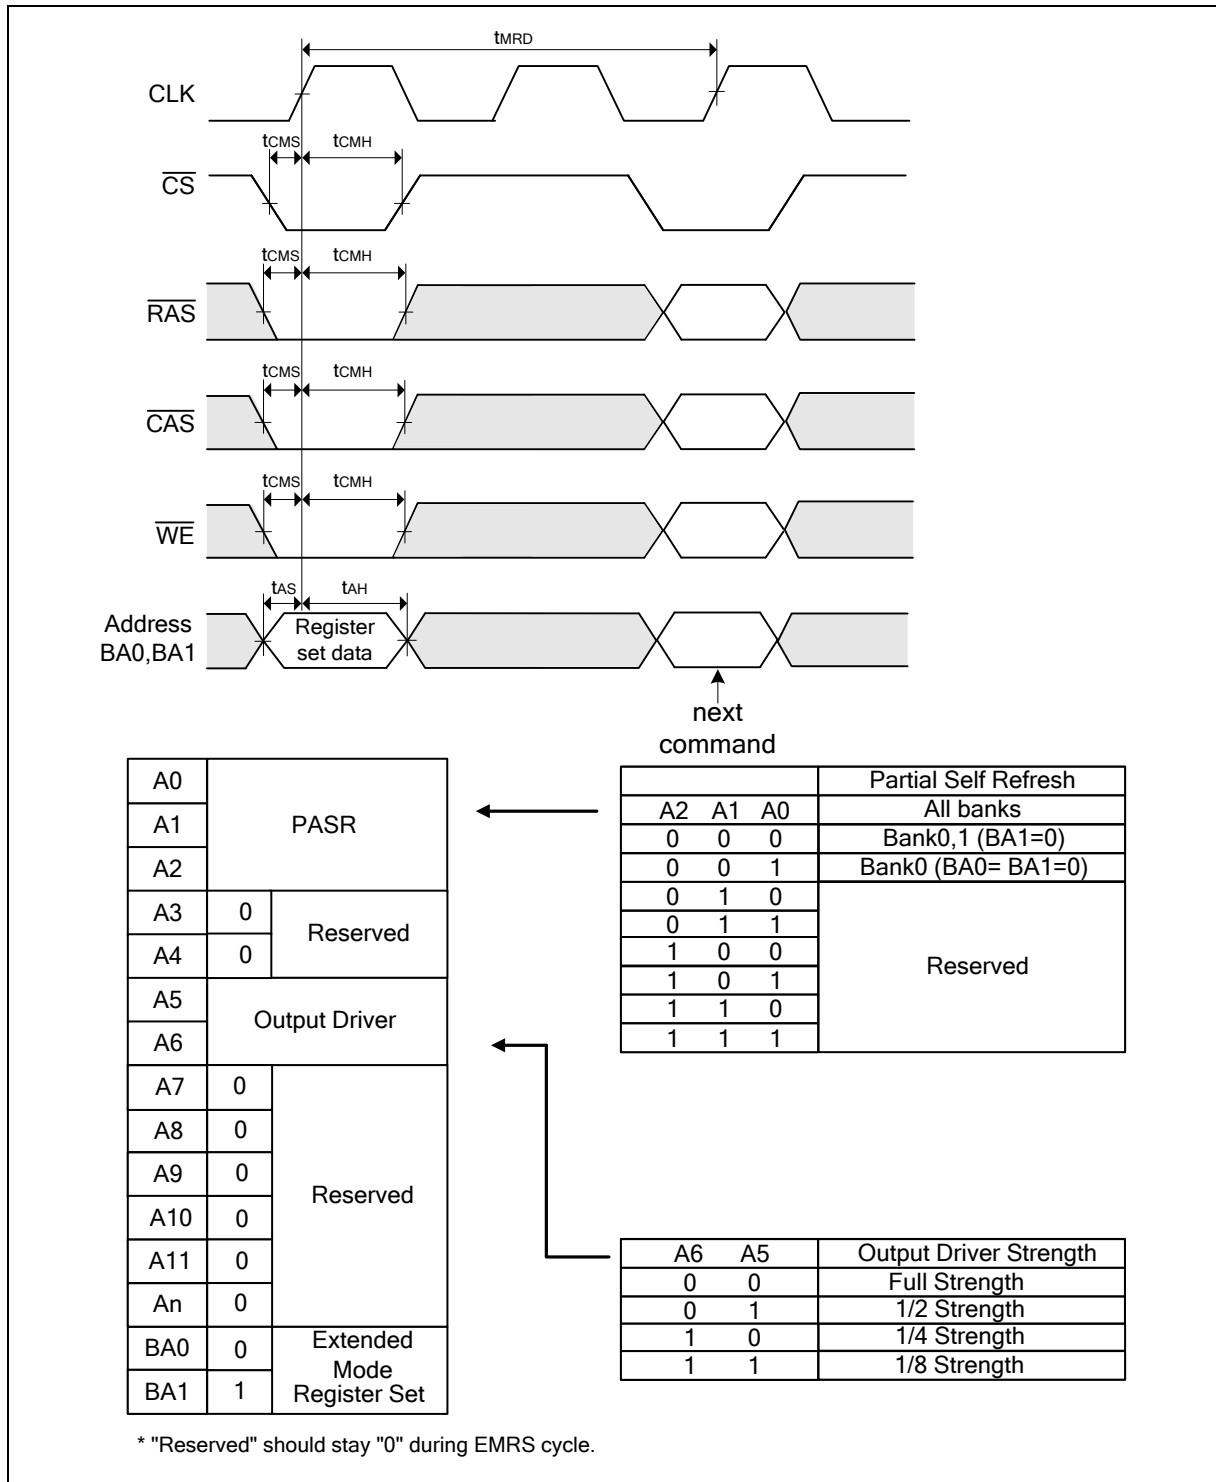 tMRD
CLK
tCMS tCMH
CS
tCMS tCMH
RAS
tCMS tCMH
CAS
tCMS tCMH
WE
tAS tAH
Address
BA0,BA1
Register
set data
next
command
A0
A1 PASR
A2
A3 0
Reserved
A4 0
A5
Output Driver
A6
A7 0
A8 0
A9 0
Reserved
A10 0
A11 0
An 0
BA0 0
BA1 1
Extended
Mode
Register Set
Partial Self Refresh
A2 A1 A0 All banks
0 0 0 Bank0,1 (BA1=0)
0 0 1 Bank0 (BA0= BA1=0)
0 1 0
0 1 1
1 0 0
Reserved
1 0 1
1 1 0
1 1 1
A6 A5 Output Driver Strength
0 0 Full Strength
0 1 1/2 Strength
1 0 1/4 Strength
1 1 1/8 Strength
* "Reserved" should stay "0" during EMRS cycle.